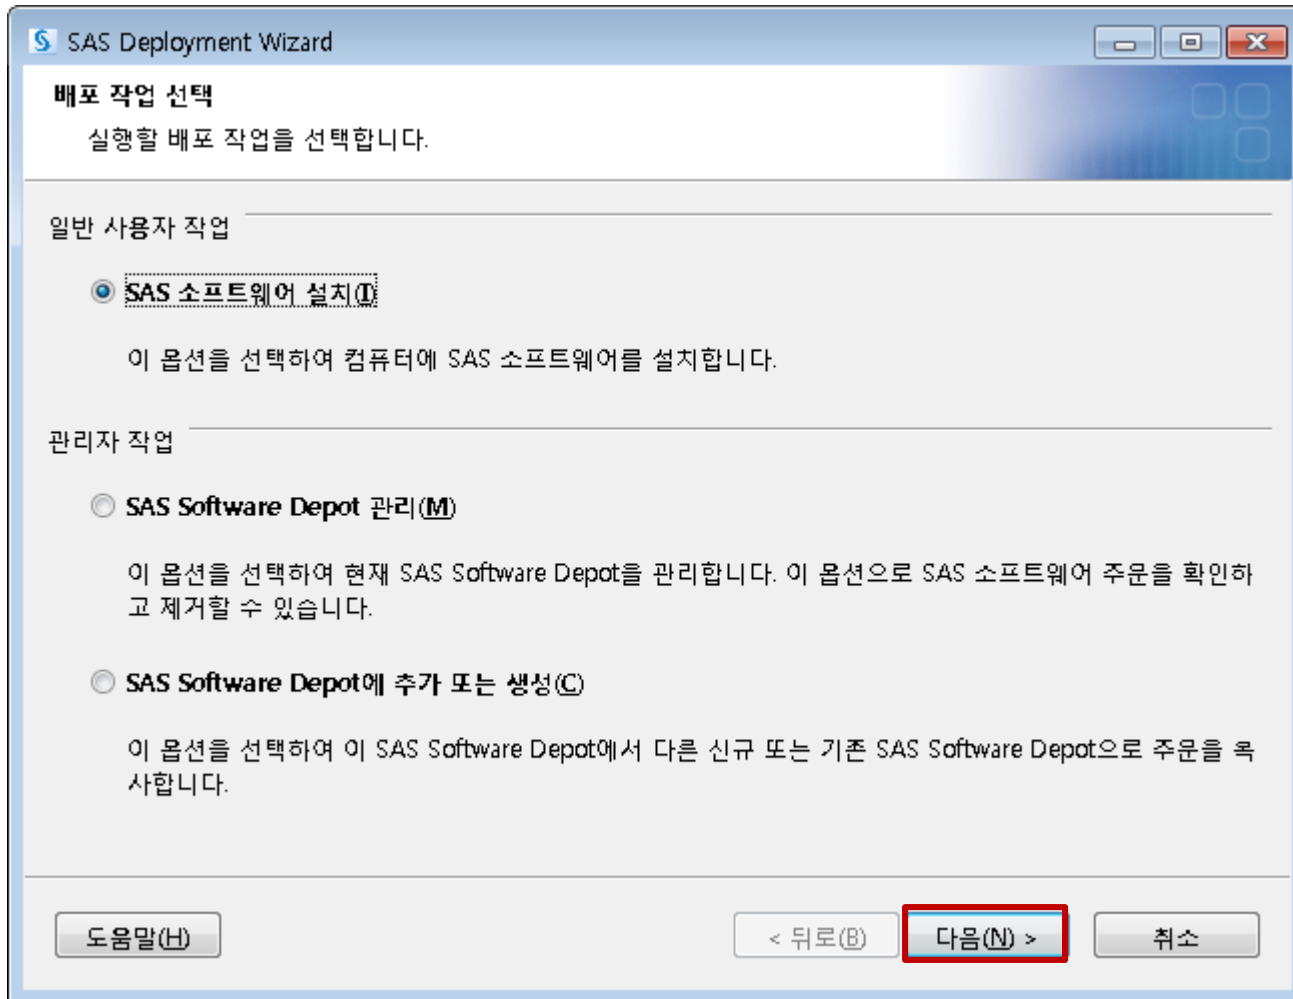 SAS Deployment Wizard
배포 작업 선택
실행할 배포 작업을 선택합니다.
일반 사용자 작업
SAS 소프트웨어 설치(I)
이 옵션을 선택하여 컴퓨터에 SAS 소프트웨어를 설치합니다.
관리자 작업
SAS Software Depot 관리(M)
이 옵션을 선택하여 현재 SAS Software Depot을 관리합니다. 이 옵션으로 SAS 소프트웨어 주문을 확인하
고 제거할 수 있습니다.
SAS Software Depot에 추가 또는 생성(C)
이 옵션을 선택하여 이 SAS Software Depot에서 다른 신규 또는 기존 SAS Software Depot으로 주문을 복
사합니다.
도움말(H) < 뒤로(B) 다음(N) > 취소